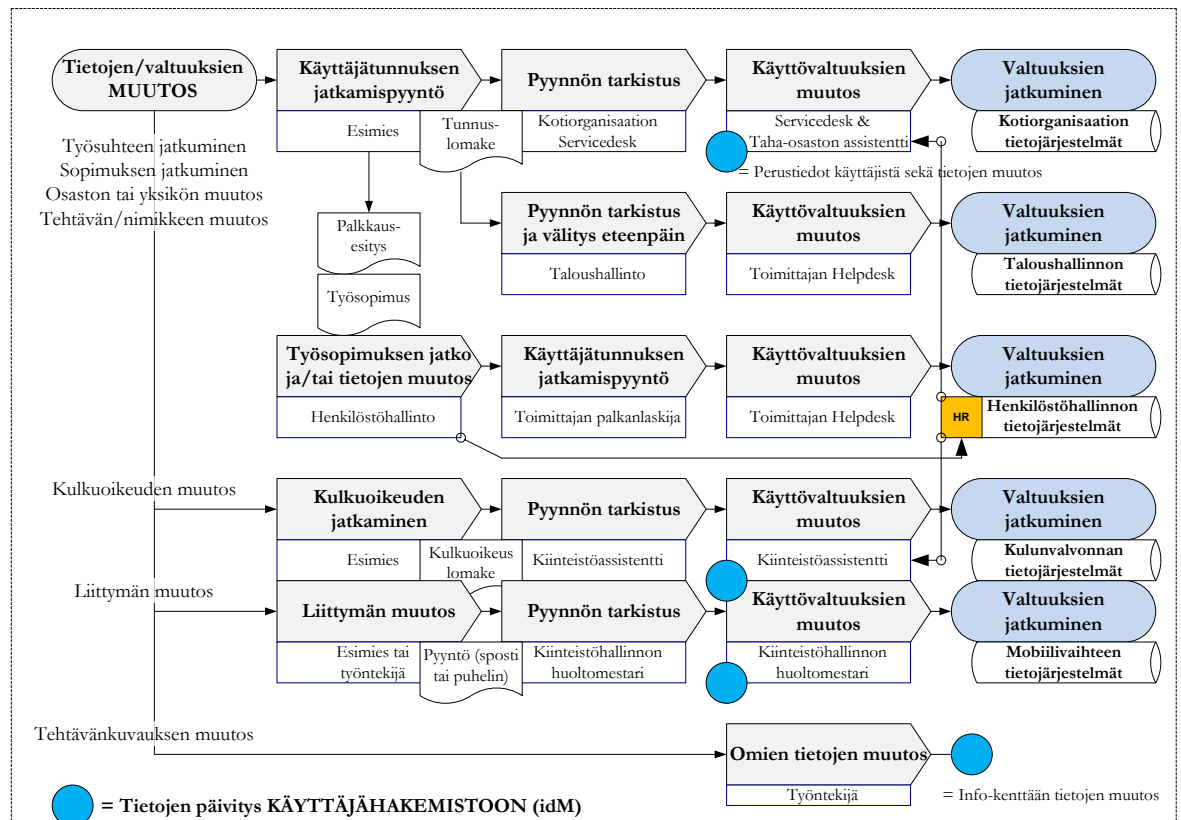 Tietojen/valtuuksien
MUUTOS
Käyttäjätunnuksen
jatkamispyyntö
Pyynnön tarkistus
Käyttövaltuuksien
muutos
Valtuuksien
jatkuminen
Esimies
Tunnus-
lomake
Kotiorganisaation
Servicedesk
Servicedesk &
Taha-osaston assistentti
Kotiorganisaation
tietojärjestelmät
= Perustiedot käyttäjistä sekä tietojen muutos
Työsuhteen jatkuminen
Sopimuksen jatkuminen
Osaston tai yksikön muutos
Tehtävän/nimikkeen muutos
Palkkaus-
esitys
Työsopimus
Pyynnön tarkistus
ja välitys eteenpäin
Käyttövaltuuksien
muutos
Valtuuksien
jatkuminen
Taloushallinto
Toimittajan Helpdesk
Taloushallinnon
tietojärjestelmät
Työsopimuksen jatko
ja/tai tietojen muutos
Käyttäjätunnuksen
jatkamispyyntö
Käyttövaltuuksien
muutos
Valtuuksien
jatkuminen
Henkilöstöhallinto
Toimittajan palkanlaskija
Toimittajan Helpdesk
HR
Henkilöstöhallinnon
tietojärjestelmät
Kulkuoikeuden muutos
Kulkuoikeuden
jatkaminen
Pyynnön tarkistus
Käyttövaltuuksien
muutos
Valtuuksien
jatkuminen
Esimies
Kulkuoikeus
lomake
Kiinteistöassistentti
Kiinteistöassistentti
Kulunvalvonnan
tietojärjestelmät
Liittymän muutos
Liittymän muutos
Pyynnön tarkistus
Käyttövaltuuksien
muutos
Valtuuksien
jatkuminen
Esimies tai
työntekijä
Pyyntö (sposti
tai puhelin)
Kiinteistöhallinnon
huoltomestari
Kiinteistöhallinnon
huoltomestari
Mobiilivaihteen
tietojärjestelmät
Tehtävänkuvauksen muutos
Omien tietojen muutos
Työntekijä
= Info-kenttään tietojen muutos
= Tietojen päivitys KÄYTTÄJÄHAKEMISTOON (idM)